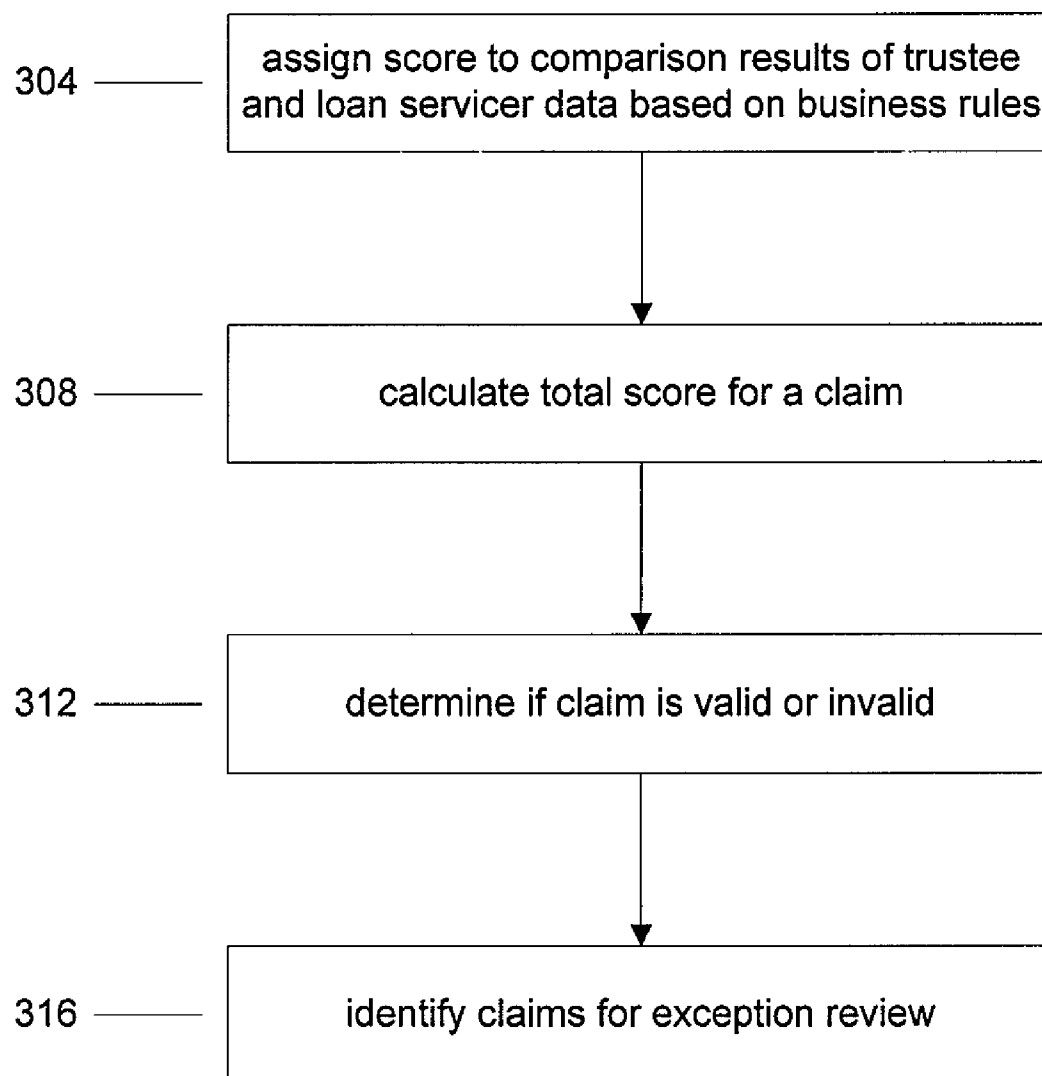 304
assign score to comparison results of trustee
and loan servicer data based on business rules
308
calculate total score for a claim
312
determine if claim is valid or invalid
316
identify claims for exception review